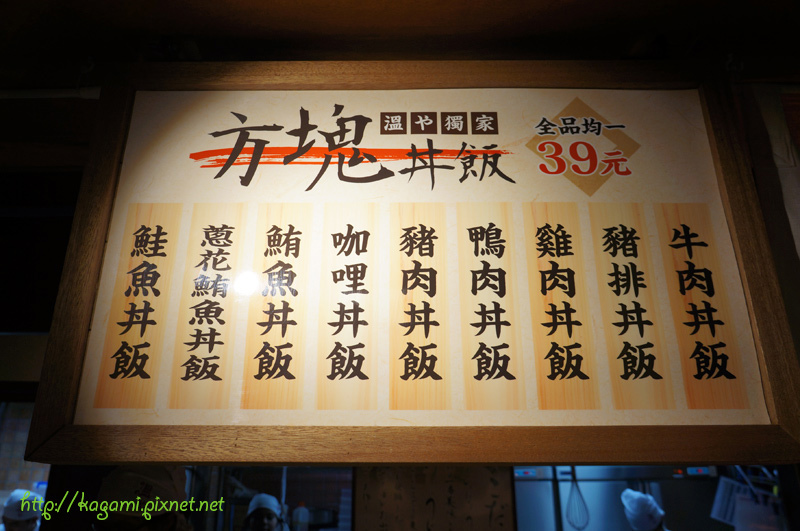 方塊丼飯
溫や獨家
全品均一
39元
牛肉丼飯
豬排丼飯
雞肉丼飯
鴨肉丼飯
豬肉丼飯
咖哩丼飯
鮪魚丼飯
蔥花鮪魚丼飯
鮭魚丼飯
http://kagami.pixnet.net